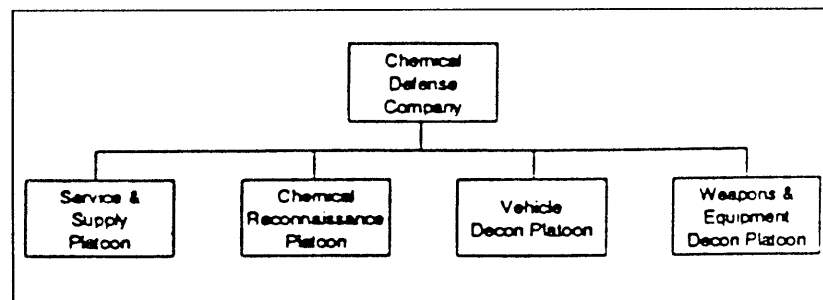 Chemical
Defense
Company
Service &
Supply
Platoon
Chemical
Reconnaissance
Platoon
Vehicle
Decon Platoon
Weapons &
Equipment
Decon Platoon